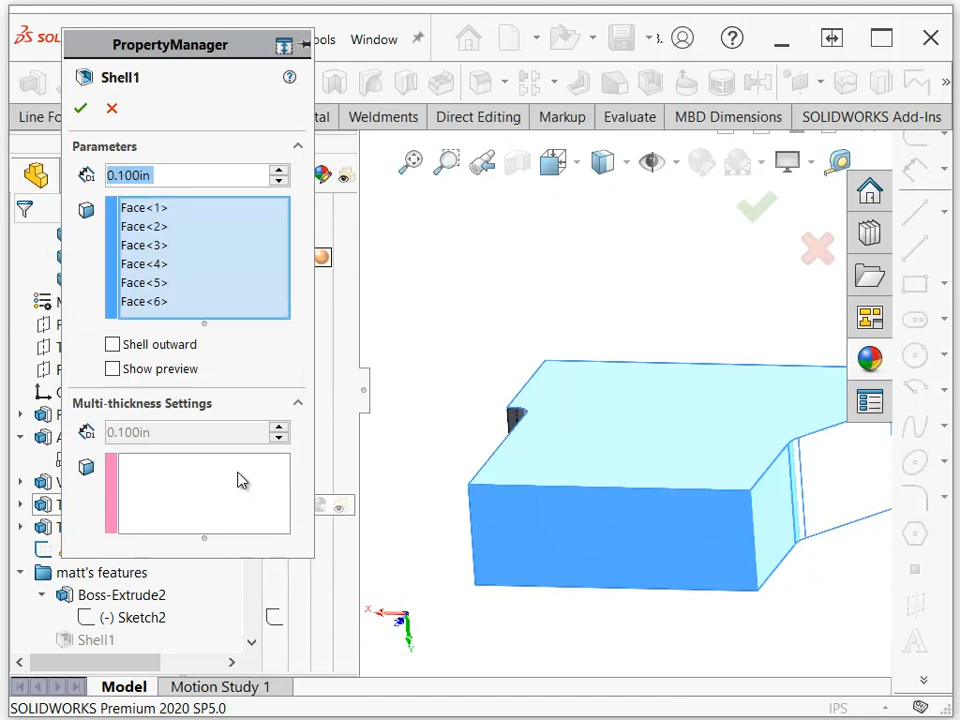 SOL
PropertyManager
ools
Window
Shell1
Line Fo
tal
Weldments
Direct Editing
Markup
Evaluate
MBD Dimensions
SOLIDWORKS Add-Ins
Parameters
0.100in
Face<1>
Face<2>
Face<3>
Face<4>
Face<5>
Face<6>
Shell outward
Show preview
Multi-thickness Settings
0.100in
matt's features
Boss-Extrude2
(-) Sketch2
Shell1
X
Y
Z
Model
Motion Study 1
SOLIDWORKS Premium 2020 SP5.0
IPS